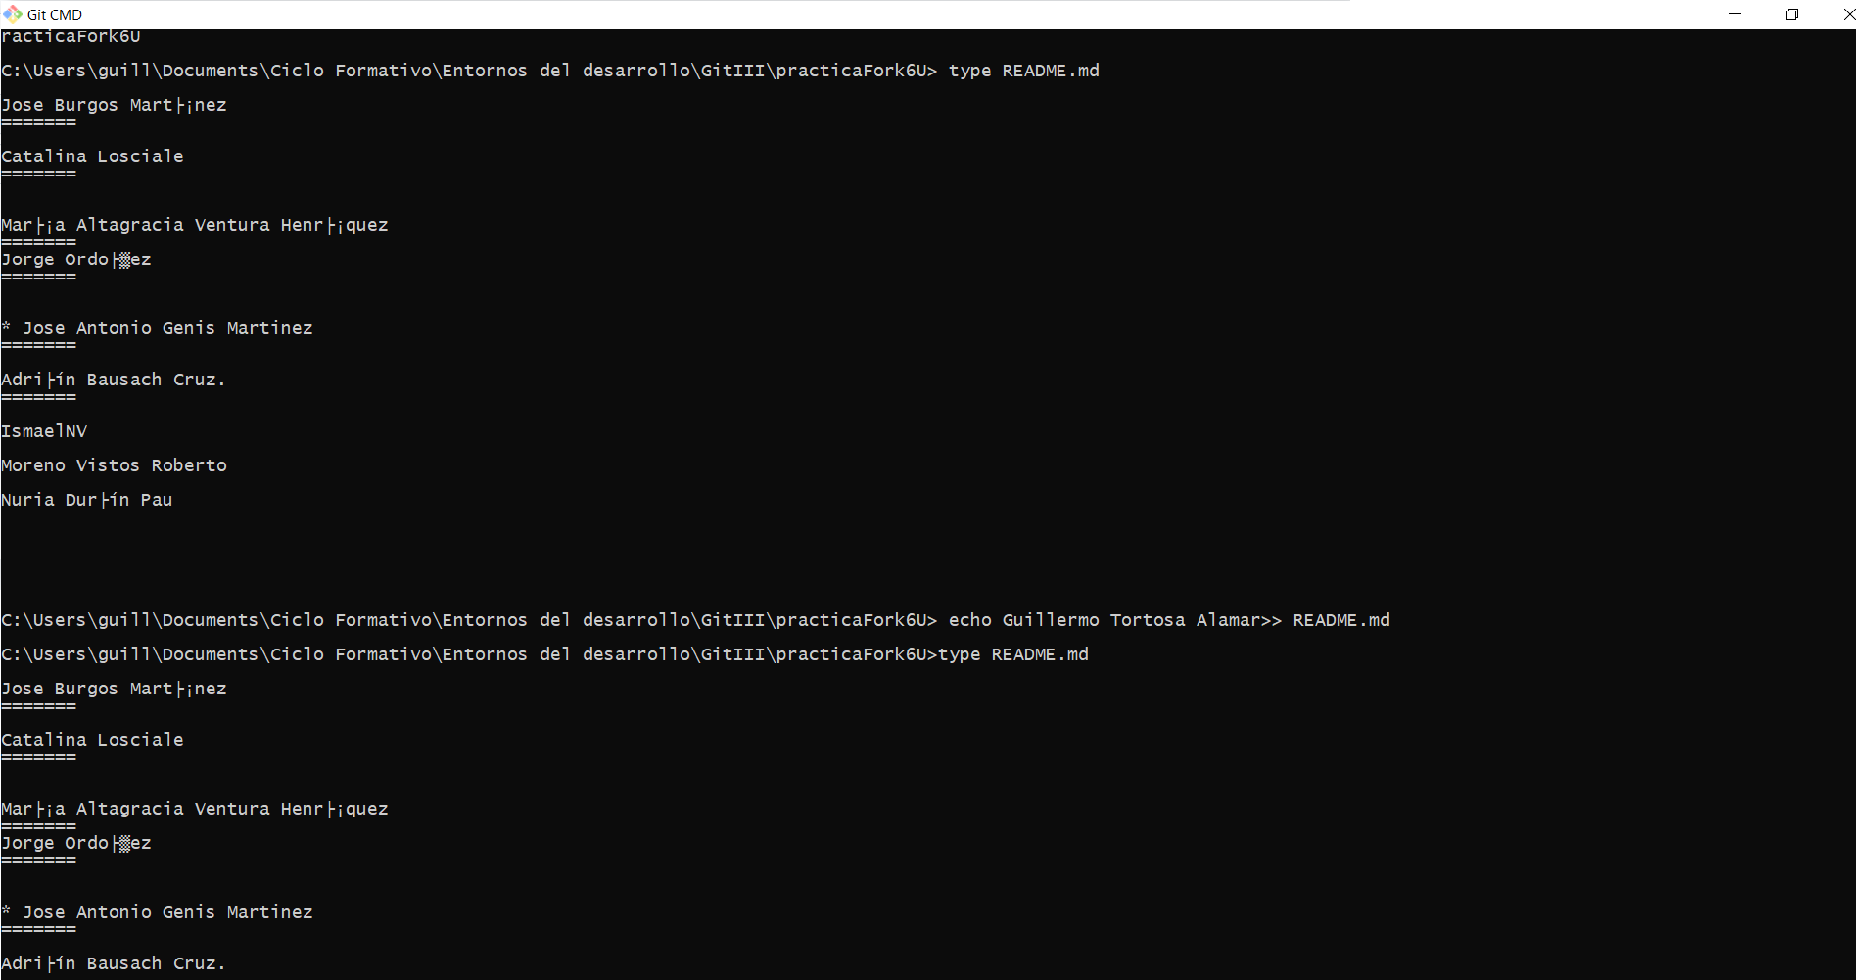 Git CMD
racticaFork6U
C:\Users\guill\Documents\Ciclo Formativo\Entornos del desarrollo\GitIII\practicaFork6U> type README.md
Jose Burgos Mart├¡nez
=======
Catalina Losciale
=======
Mar├¡a Altagracia Ventura Henr├¡quez
=======
Jorge Ordo├▒ez
=======
* Jose Antonio Genis Martinez
=======
Adri├ín Bausach Cruz.
=======
IsmaelNV
Moreno Vistos Roberto
Nuria Dur├ín Pau
C:\Users\guill\Documents\Ciclo Formativo\Entornos del desarrollo\GitIII\practicaFork6U> echo Guillermo Tortosa Alamar>> README.md
C:\Users\guill\Documents\Ciclo Formativo\Entornos del desarrollo\GitIII\practicaFork6U>type README.md
Jose Burgos Mart├¡nez
=======
Catalina Losciale
=======
Mar├¡a Altagracia Ventura Henr├¡quez
=======
Jorge Ordo├▒ez
=======
* Jose Antonio Genis Martinez
=======
Adri├ín Bausach Cruz.